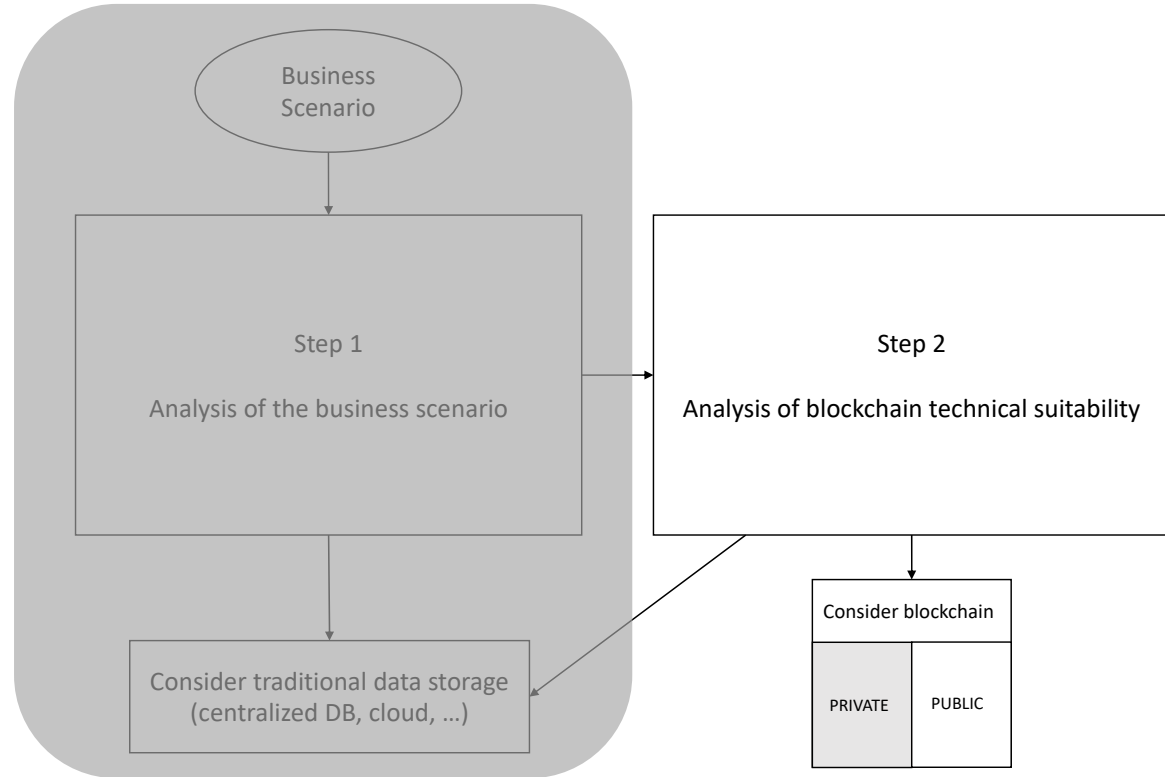 Business
Scenario
Step 1
Analysis of the business scenario
Step 2
Analysis of blockchain technical suitability
Consider traditional data storage
(centralized DB, cloud, …)
Consider blockchain
PRIVATE
PUBLIC